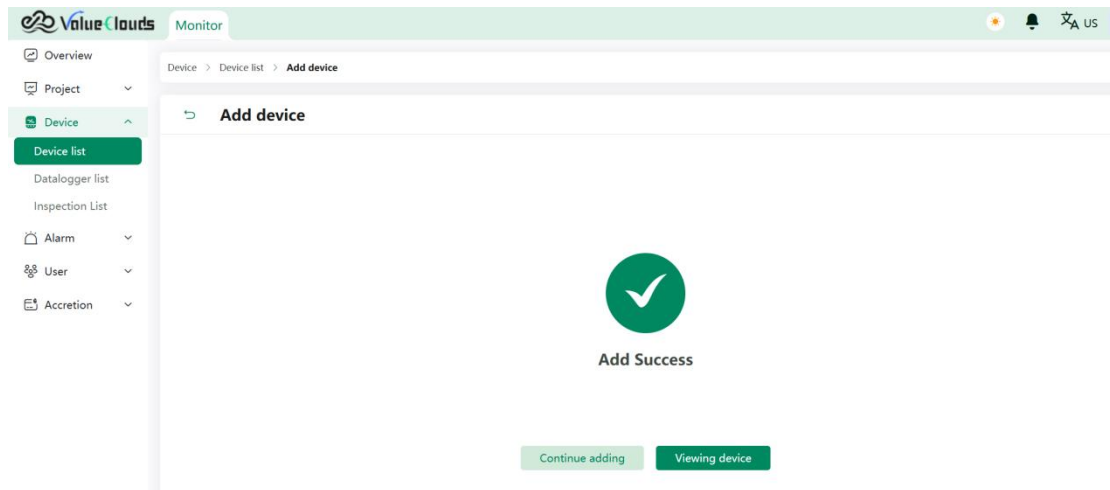 ValueClouds Monitor US
Overview
Device > Device list > Add device
Project
Add device
Device
Device list
Datalogger list
Inspection List
Alarm
User
Accretion
Add Success
Continue adding Viewing device